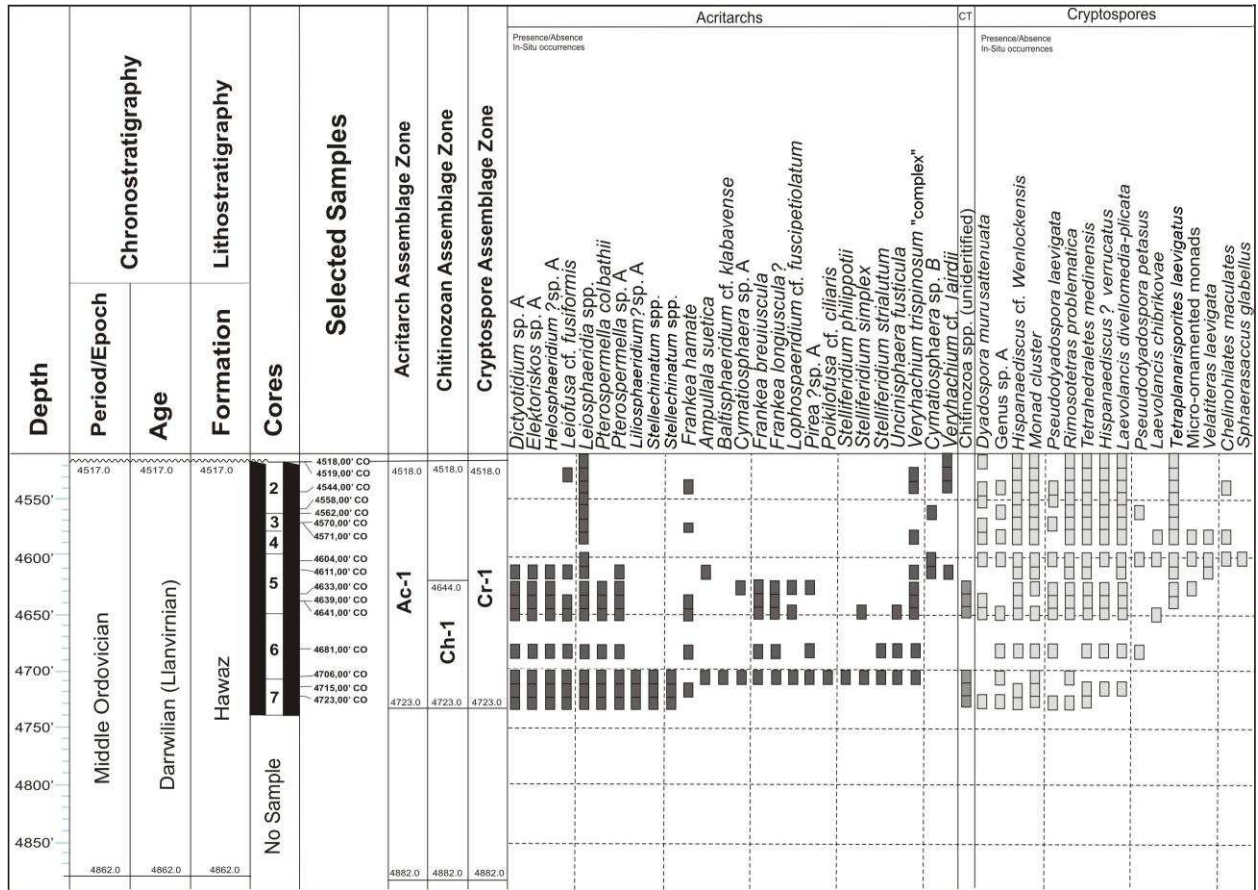 Acritarchs
CT
Cryptospores
Presence/Absence
In-Situ occurrences
Presence/Absence
In-Situ occurrences
Depth
Chronostratigraphy
Period/Epoch
Age
Lithostratigraphy
Formation
Cores
Selected Samples
Acritarch Assemblage Zone
Chitinozoan Assemblage Zone
Cryptospore Assemblage Zone
Dictyotidium sp. A
Elektoriskos sp. A
Helosphaeridium ?sp. A
Leiofusa cf. fusiformis
Leiosphaeridia spp.
Pterospermella colbathii
Pterospermella sp. A
Liliosphaeridium?sp. A
Stellechinatum spp.
Stelechinatum spp.
Frankea hamate
Ampullula suetica
Baltisphaeridium cf. klabavense
Cymatiosphaera sp. A
Frankea breuiuscula
Frankea longiuscula?
Lophospaeridium cf. fuscipetiolatum
Pirea ?sp. A
Poikilofusa cf. ciliaris
Stelliferidium philippotii
Stelliferidium simplex
Stelliferidium strialutum
Uncinisphaera fusticula
Veryhachium trispinosum "complex"
Cymatiosphaera sp. B
Veryhachium cf. lairdii
Chitinozoa spp. (unideritified)
Dyadospora murusattenuata
Genus sp. A
Hispanaediscus cf. Wenlockensis
Monad cluster
Pseudodyadospora laevigata
Rimosotetras problematica
Tetrahedraletes medinensis
Hispanaediscus? verrucatus
Laevolancis divellomedia-plicata
Pseuudodyadospora petasus
Laevolancis chibrikovae
Tetraplanarisporites laevigatus
Micro-ornamented monads
Velatiteras laevigata
Chelinohilates maculates
Sphaerasaccus glabellus
4517.0
4517.0
4517.0
4518.0
4518.0
4518.0
4518,00' CO
4519,00' CO
4544,00' CO
4558,00' CO
4562,00' CO
4570,00' CO
4571,00' CO
4604,00' CO
4611,00' CO
4633,00' CO
4639,00' CO
4641,00' CO
4681,00' CO
4706,00' CO
4715,00' CO
4723,00' CO
2
3
4
5
6
7
4550'
4600'
4650'
4700'
4750'
4800'
4850'
Middle Ordovician
Darrwilian (Llanvirnian)
Hawaz
No Sample
Ac-1
4644.0
Ch-1
Cr-1
4723.0
4723.0
4723.0
4862.0
4862.0
4862.0
4882.0
4882.0
4882.0